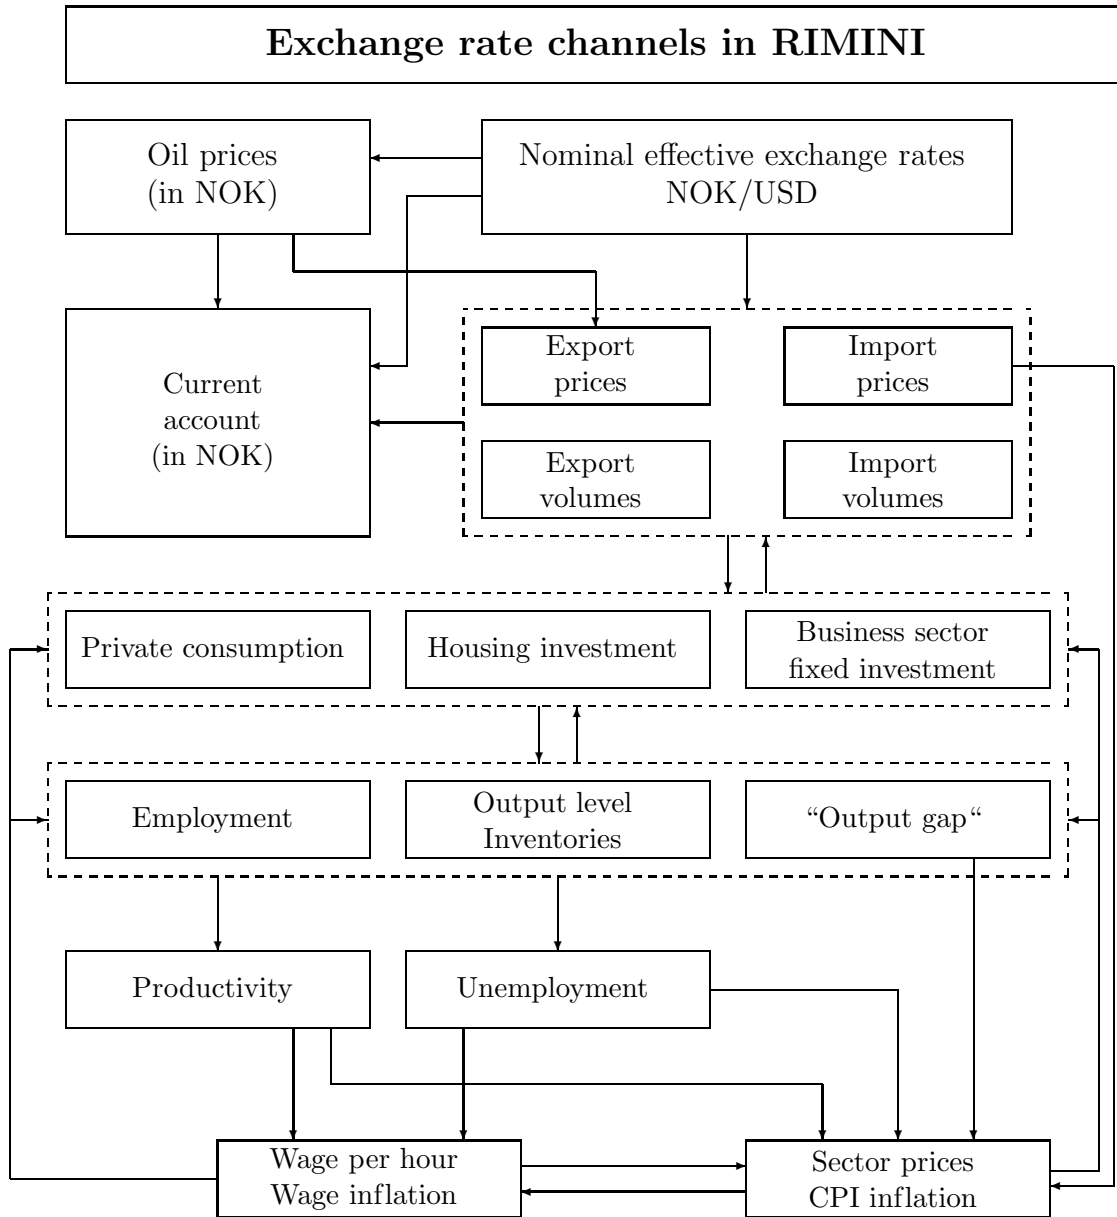 Exchange rate channels in RIMINI
Oil prices
(in NOK)
Nominal effective exchange rates
NOK/USD
Current
account
(in NOK)
Export
prices
Import
prices
Export
volumes
Import
volumes
Private consumption
Housing investment
Business sector
fixed investment
Employment
Output level
Inventories
“Output gap“
Productivity
Unemployment
Wage per hour
Wage inflation
Sector prices
CPI inflation